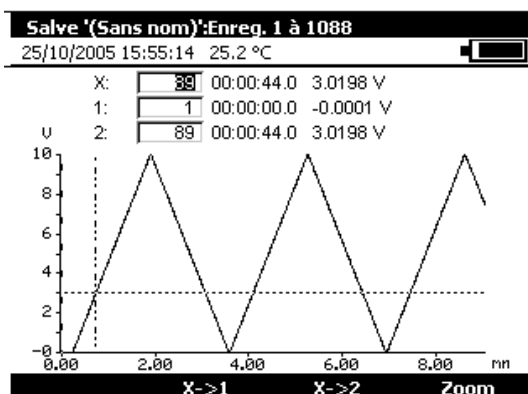 Salve '(Sans nom)':Enreg. 1 à 1088
25/10/2005 15:55:14 25.2 °C
X: 89 00:00:44.0 3.0198 V
1: 1 00:00:00.0 -0.0001 V
2: 89 00:00:44.0 3.0198 V
V
10
8
6
4
2
-0
0.00 2.00 4.00 6.00 8.00 mn
X->1 X->2 Zoom